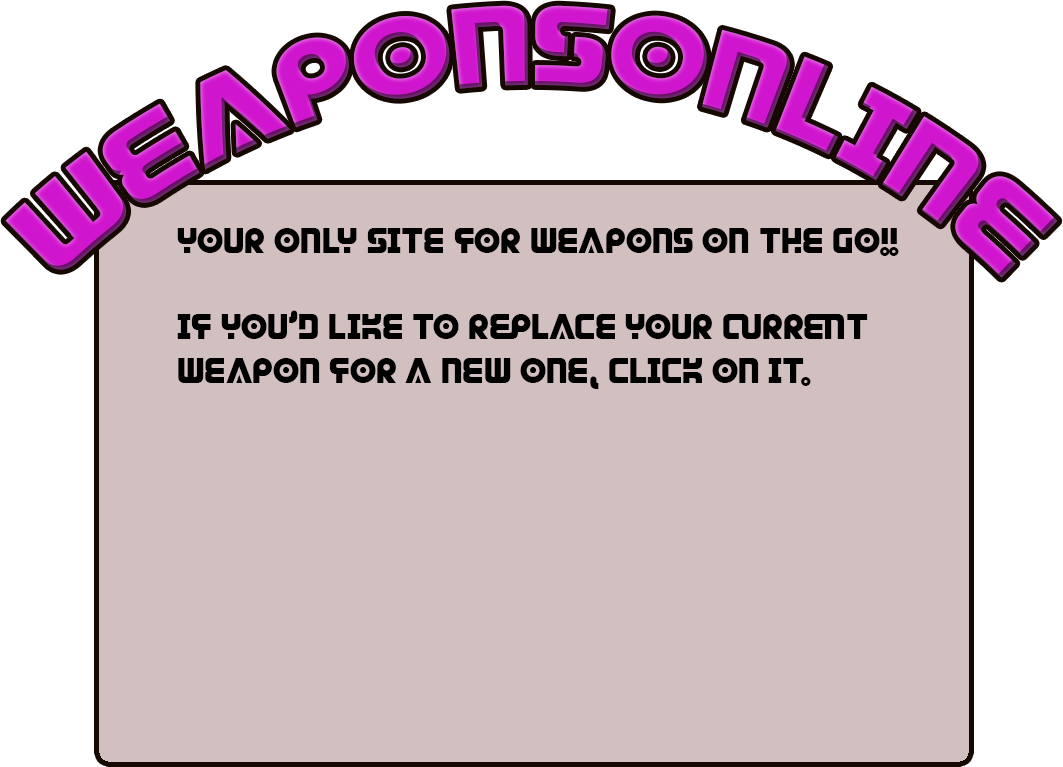 WEAPONSONLINE
YOUR ONLY SITE FOR WEAPONS ON THE GO!!
IF YOU'D LIKE TO REPLACE YOUR CURRENT
WEAPON FOR A NEW ONE, CLICK ON IT.